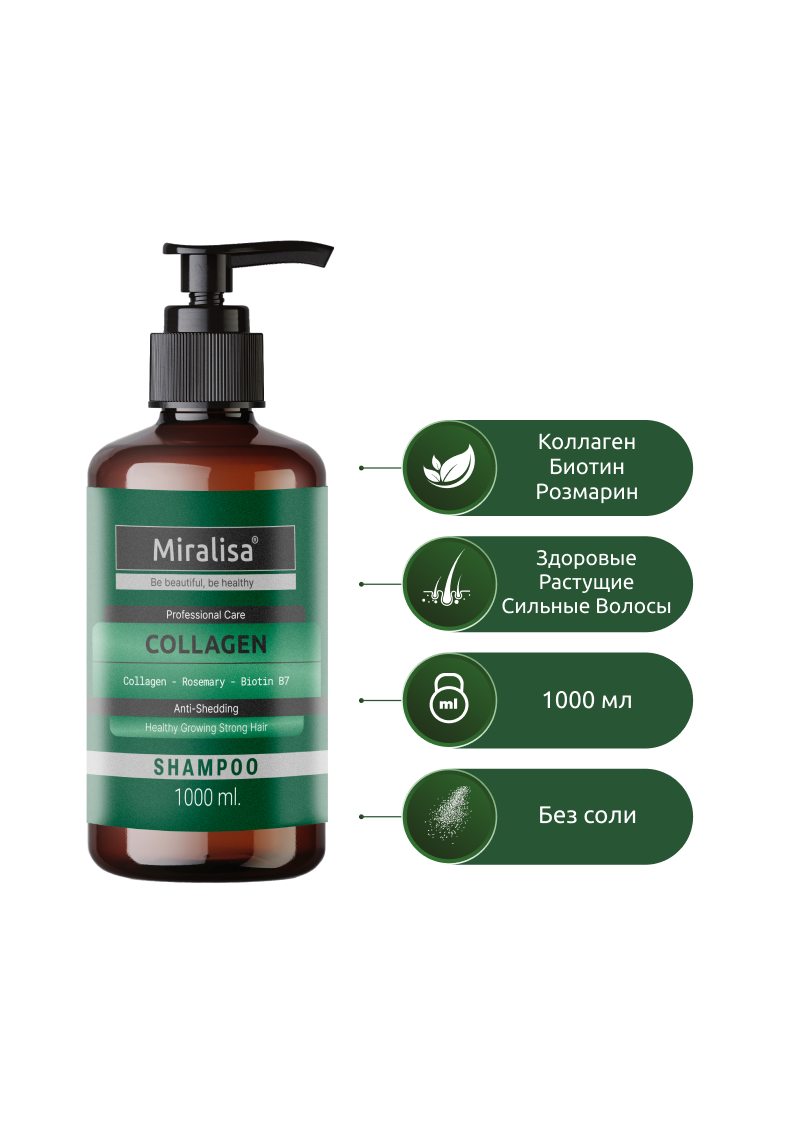 Miralisa®
Be beautiful, be healthy
Professional Care
COLLAGEN
Collagen - Rosemary - Biotin B7
Anti-Shedding
Healthy Growing Strong Hair
SHAMPOO
1000 ml.
Коллаген
Биотин
Розмарин
Здоровые
Растущие
Сильные Волосы
ml
1000 мл
Без соли